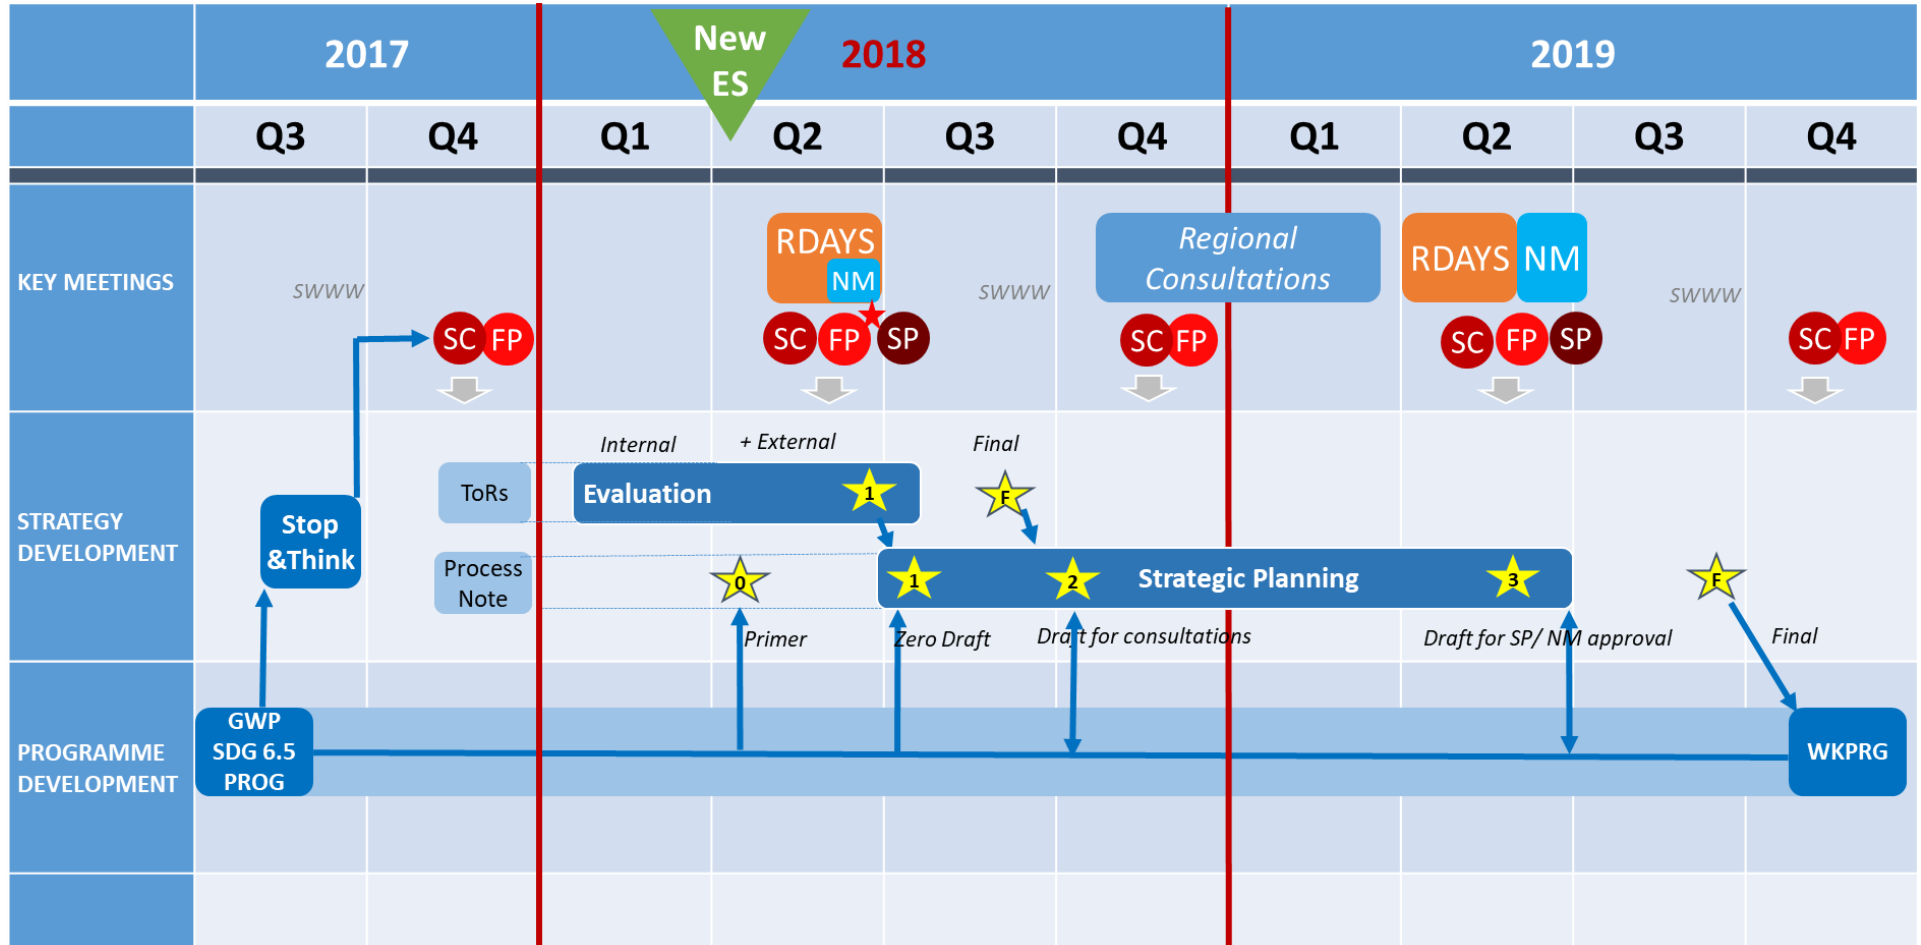 2017
New
ES
2018
2019
Q3
Q4
Q1
Q2
Q3
Q4
Q1
Q2
Q3
Q4
KEY MEETINGS
SWWW
SC
FP
RDAYS
NM
SC
FP
SP
SWWW
Regional
Consultations
SC
FP
RDAYS
NM
SC
FP
SP
SWWW
SC
FP
STRATEGY
DEVELOPMENT
Stop
&Think
ToRs
Process
Note
Internal
+ External
Final
Evaluation
1
F
0
1
2
Strategic Planning
3
F
Primer
Zero Draft
Draft for consultations
Draft for SP/ NM approval
Final
PROGRAMME
DEVELOPMENT
GWP
SDG 6.5
PROG
WKPRG